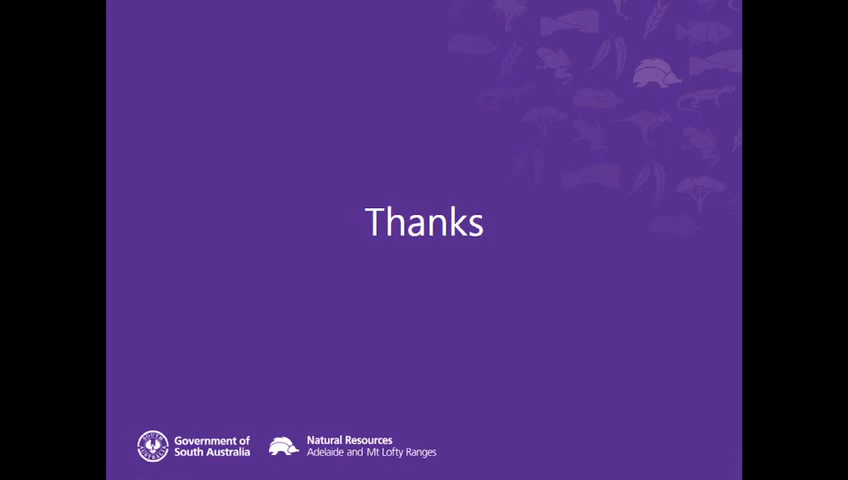 Thanks
Government of
South Australia
Natural Resources
Adelaide and Mt Lofty Ranges